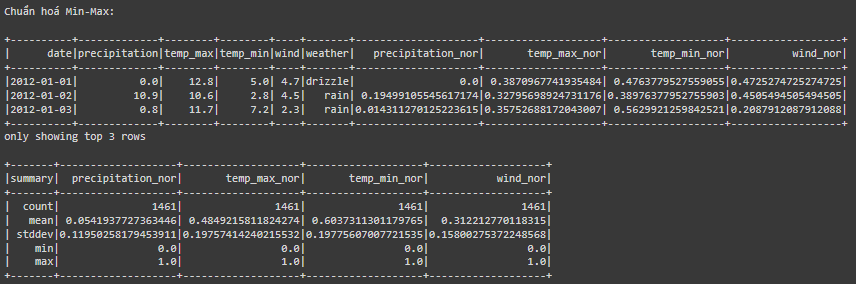 Chuẩn hoá Min-Max:
+----------+-------------+--------+--------+----+-------+--------------------+-------------------+-------------------+------------------+
|      date|precipitation|temp_max|temp_min|wind|weather|   precipitation_nor|       temp_max_nor|       temp_min_nor|          wind_nor|
+----------+-------------+--------+--------+----+-------+--------------------+-------------------+-------------------+------------------+
|2012-01-01|          0.0|    12.8|     5.0| 4.7|drizzle|                 0.0| 0.3870967741935484| 0.4763779527559055|0.4725274725274725|
|2012-01-02|         10.9|    10.6|     2.8| 4.5|   rain| 0.19499105545617174|0.32795698924731176|0.38976377952755903|0.4505494505494505|
|2012-01-03|          0.8|    11.7|     7.2| 2.3|   rain|0.014311270125223615|0.35752688172043007| 0.5629921259842521|0.2087912087912088|
+----------+-------------+--------+--------+----+-------+--------------------+-------------------+-------------------+------------------+
only showing top 3 rows
+-------+-------------------+-------------------+-------------------+-------------------+
|summary|  precipitation_nor|       temp_max_nor|       temp_min_nor|           wind_nor|
+-------+-------------------+-------------------+-------------------+-------------------+
|  count|               1461|               1461|               1461|               1461|
|   mean| 0.0541937727363446| 0.4849215811824274| 0.6037311301179765|  0.312212770118315|
| stddev|0.11950258179453911|0.19757414240215532|0.19775607007721535|0.15800275372248568|
|    min|                0.0|                0.0|                0.0|                0.0|
|    max|                1.0|                1.0|                1.0|                1.0|
+-------+-------------------+-------------------+-------------------+-------------------+